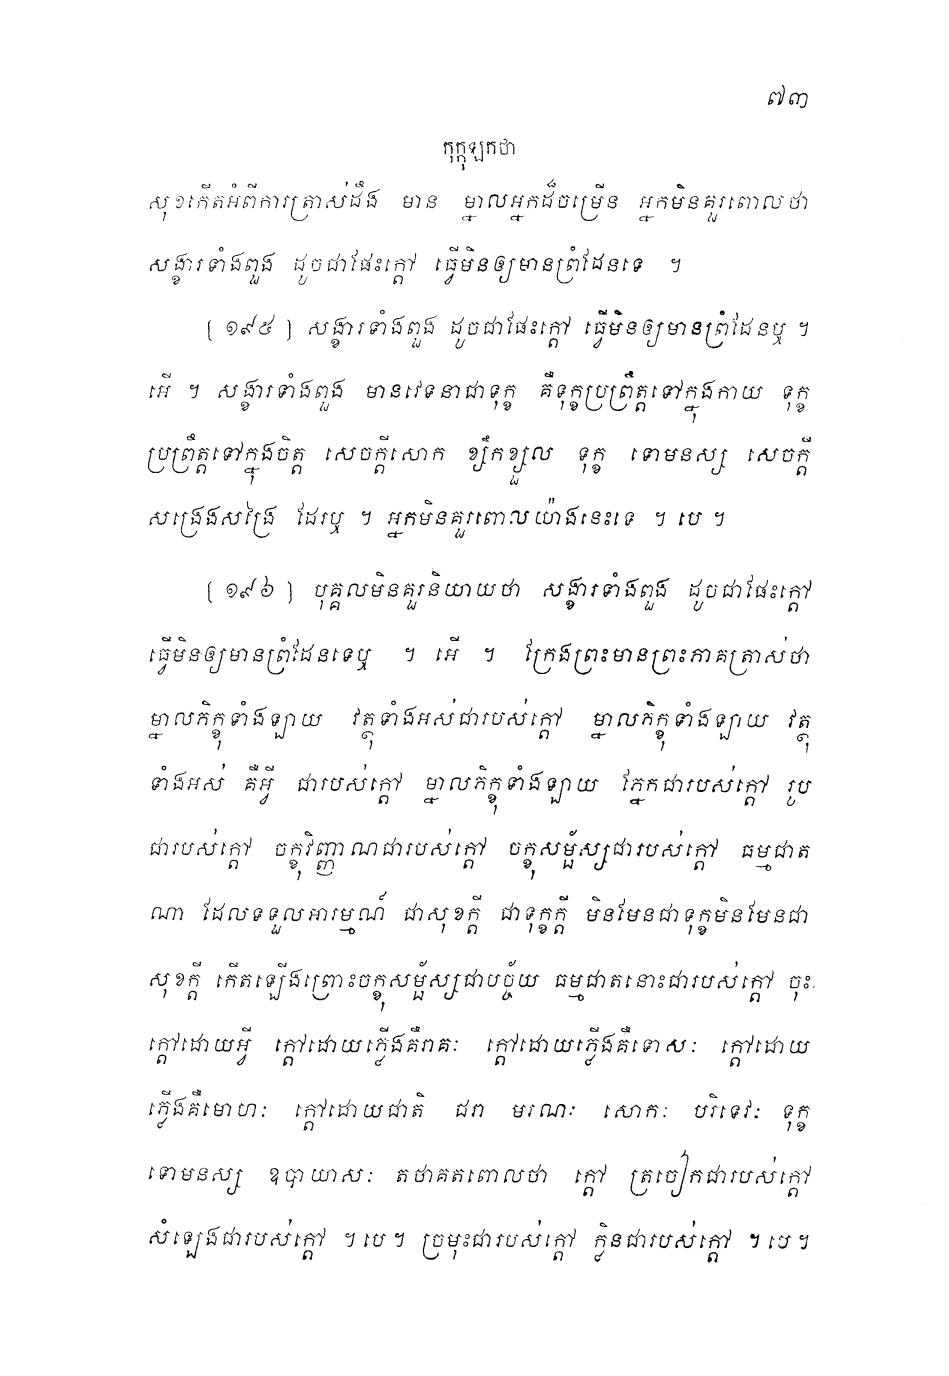 ៧៣
កុក្កុឡកថា
សុខកើតអំពីការត្រាស់ដឹង មាន ម្នាលអ្នកដ៏ចម្រើន អ្នកមិនគួរពោលថា
សង្ខារទាំងពួង ដូចជាផែះក្តៅ ធ្វើមិនឲ្យមានព្រំដែនទេ ។
[ ១៩៥ ] សង្ខារទាំងពួង ដូចជាផែះក្តៅ ធ្វើមិនឲ្យមានព្រំដែនឬ ។
អើ ។ សង្ខារទាំងពួង មានវេទនាជាទុក្ខ គឺទុក្ខប្រព្រឹត្តទៅក្នុងកាយ ទុក្ខ
ប្រព្រឹត្តទៅក្នុងចិត្ត សេចក្តីសោក ខ្សឹកខ្សួល ទុក្ខ ទោមនស្ស សេចក្តី
សង្រេងសង្រៃ ដែរឬ ។ អ្នកមិនគួរពោលយ៉ាងនេះទេ ។ បេ ។
[ ១៩៦ ] បុគ្គលមិនគួរនិយាយថា សង្ខារទាំងពួង ដូចជាផែះក្តៅ
ធ្វើមិនឲ្យមានព្រំដែនទេឬ ។ អើ ។ ក្រែងព្រះមានព្រះភាគត្រាស់ថា
ម្នាលភិក្ខុទាំងឡាយ វត្ថុទាំងអស់ជារបស់ក្តៅ ម្នាលភិក្ខុទាំងឡាយ វត្ថុ
ទាំងអស់ គឺអ្វី ជារបស់ក្តៅ ម្នាលភិក្ខុទាំងឡាយ ភ្នែកជារបស់ក្តៅ រូប
ជារបស់ក្តៅ ចក្ខុវិញ្ញាណជារបស់ក្តៅ ចក្ខុសម្ផ័ស្សជារបស់ក្តៅ ធម្មជាត
ណា ដែលទទួលអារម្មណ៍ ជាសុខក្តី ជាទុក្ខក្តី មិនមែនជាទុក្ខមិនមែនជា
សុខក្តី កើតឡើងព្រោះចក្ខុសម្ផ័ស្សជាបច្ច័យ ធម្មជាតនោះជារបស់ក្តៅ ចុះ
ក្តៅដោយអ្វី ក្តៅដោយភ្លើងគឺរាគៈ ក្តៅដោយភ្លើងគឺទោសៈ ក្តៅដោយ
ភ្លើងគឺមោហៈ ក្តៅដោយជាតិ ជរា មរណៈ សោកៈ បរិទេវៈ ទុក្ខ
ទោមនស្ស ឧបាយាសៈ តថាគតពោលថា ក្តៅ ត្រចៀកជារបស់ក្តៅ
សំឡេងជារបស់ក្តៅ ។ បេ ។ ច្រមុះជារបស់ក្តៅ ក្លិនជារបស់ក្តៅ ។ បេ ។